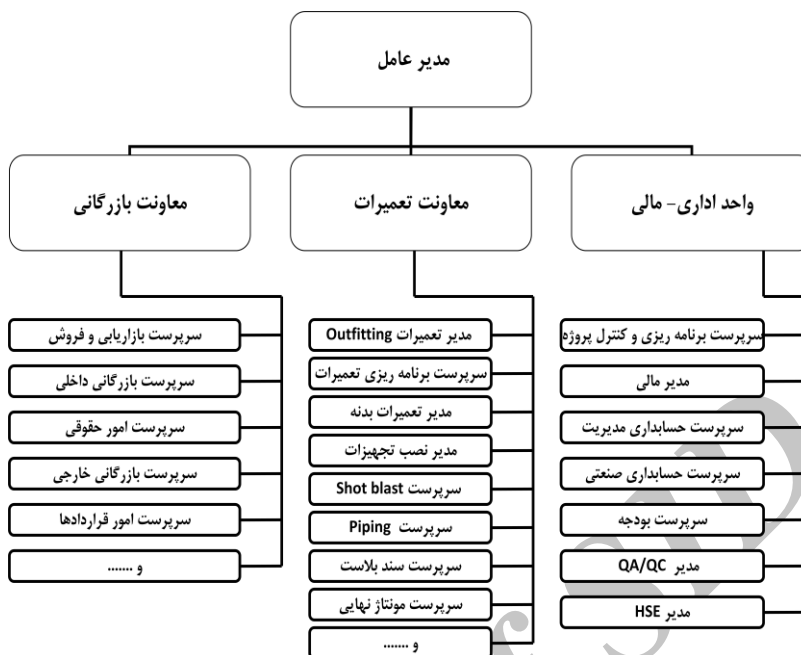 مدیر عامل
واحد اداری- مالی
سرپرست برنامه ریزی و کنترل پروژه
مدیر مالی
سرپرست حسابداری مدیریت
سرپرست حسابداری صنعتی
سرپرست بودجه
مدیر QA/QC
مدیر HSE
معاونت تعمیرات
مدیر تعمیرات Outfitting
سرپرست برنامه ریزی تعمیرات
مدیر تعمیرات بدنه
مدیر نصب تجهیزات
سرپرست Shot blast
سرپرست Piping
سرپرست سند بلاست
سرپرست مونتاژ نهایی
و .......
معاونت بازرگانی
سرپرست بازاریابی و فروش
سرپرست بازرگانی داخلی
سرپرست امور حقوقی
سرپرست بازرگانی خارجی
سرپرست امور قراردادها
و .......
SID